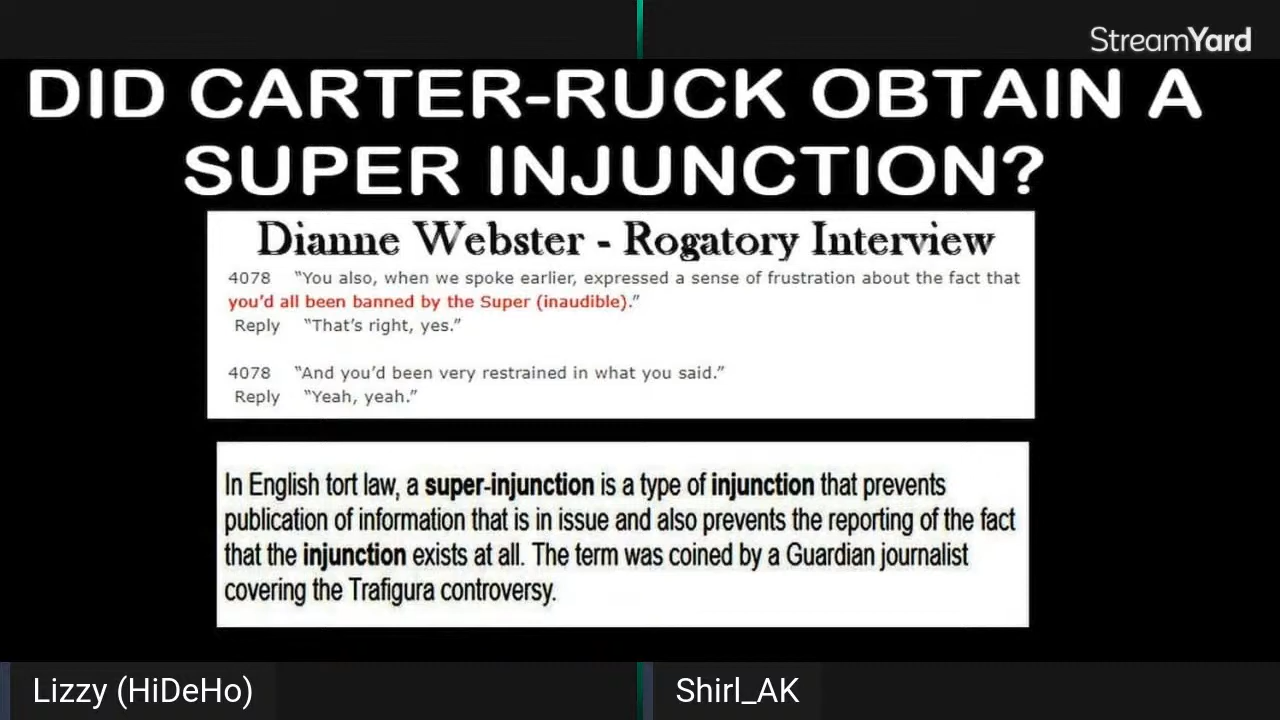 StreamYard
DID CARTER-RUCK OBTAIN A
SUPER INJUNCTION?
Dianne Webster - Rogatory Interview
4078 “You also, when we spoke earlier, expressed a sense of frustration about the fact that
you’d all been banned by the Super (inaudible).”
Reply “That’s right, yes.”
4078 “And you’d been very restrained in what you said.”
Reply “Yeah, yeah.”
In English tort law, a super-injunction is a type of injunction that prevents
publication of information that is in issue and also prevents the reporting of the fact
that the injunction exists at all. The term was coined by a Guardian journalist
covering the Trafigura controversy.
Lizzy (HiDeHo)
Shirl_AK